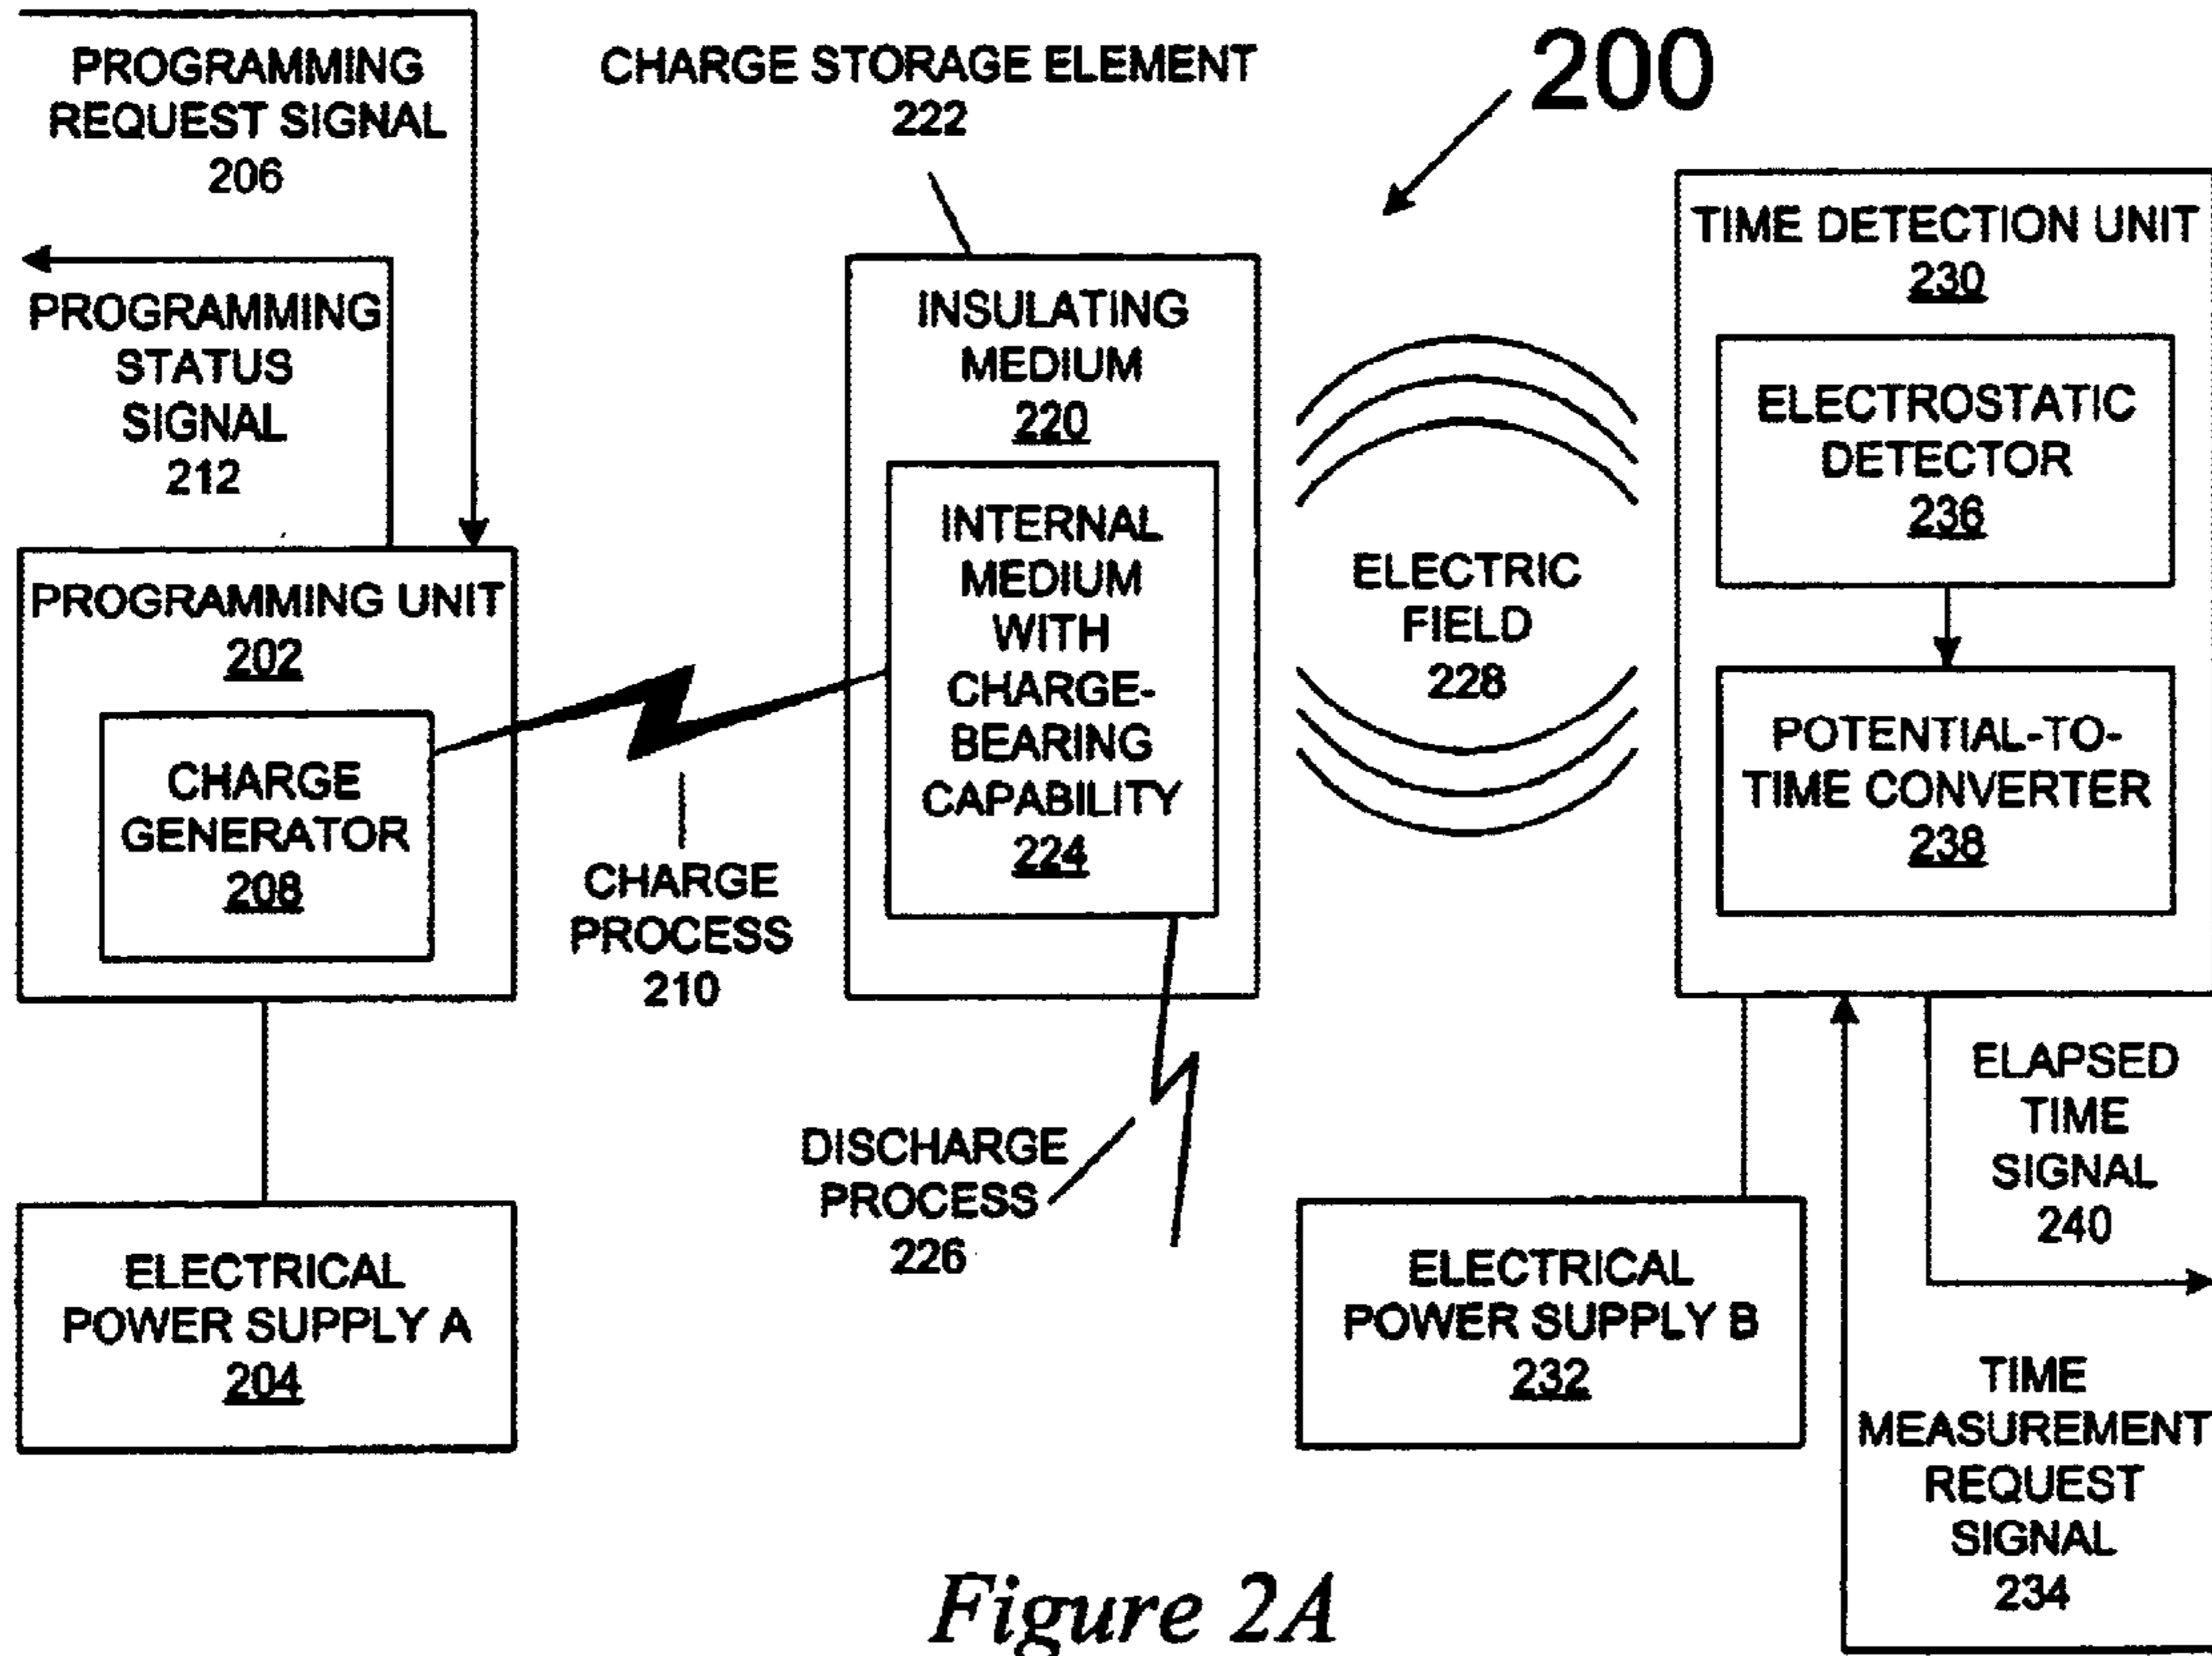 PROGRAMMING
REQUEST SIGNAL
206
PROGRAMMING
STATUS
SIGNAL
212
PROGRAMMING UNIT
202
CHARGE
GENERATOR
208
ELECTRICAL
POWER SUPPLY A
204
CHARGE
PROCESS
210
CHARGE STORAGE ELEMENT
222
INSULATING
MEDIUM
220
INTERNAL
MEDIUM
WITH
CHARGE-
BEARING
CAPABILITY
224
DISCHARGE
PROCESS
226
200
ELECTRIC
FIELD
228
TIME DETECTION UNIT
230
ELECTROSTATIC
DETECTOR
236
POTENTIAL-TO-
TIME CONVERTER
238
ELECTRICAL
POWER SUPPLY B
232
ELAPSED
TIME
SIGNAL
240
TIME
MEASUREMENT
REQUEST
SIGNAL
234
Figure 2A